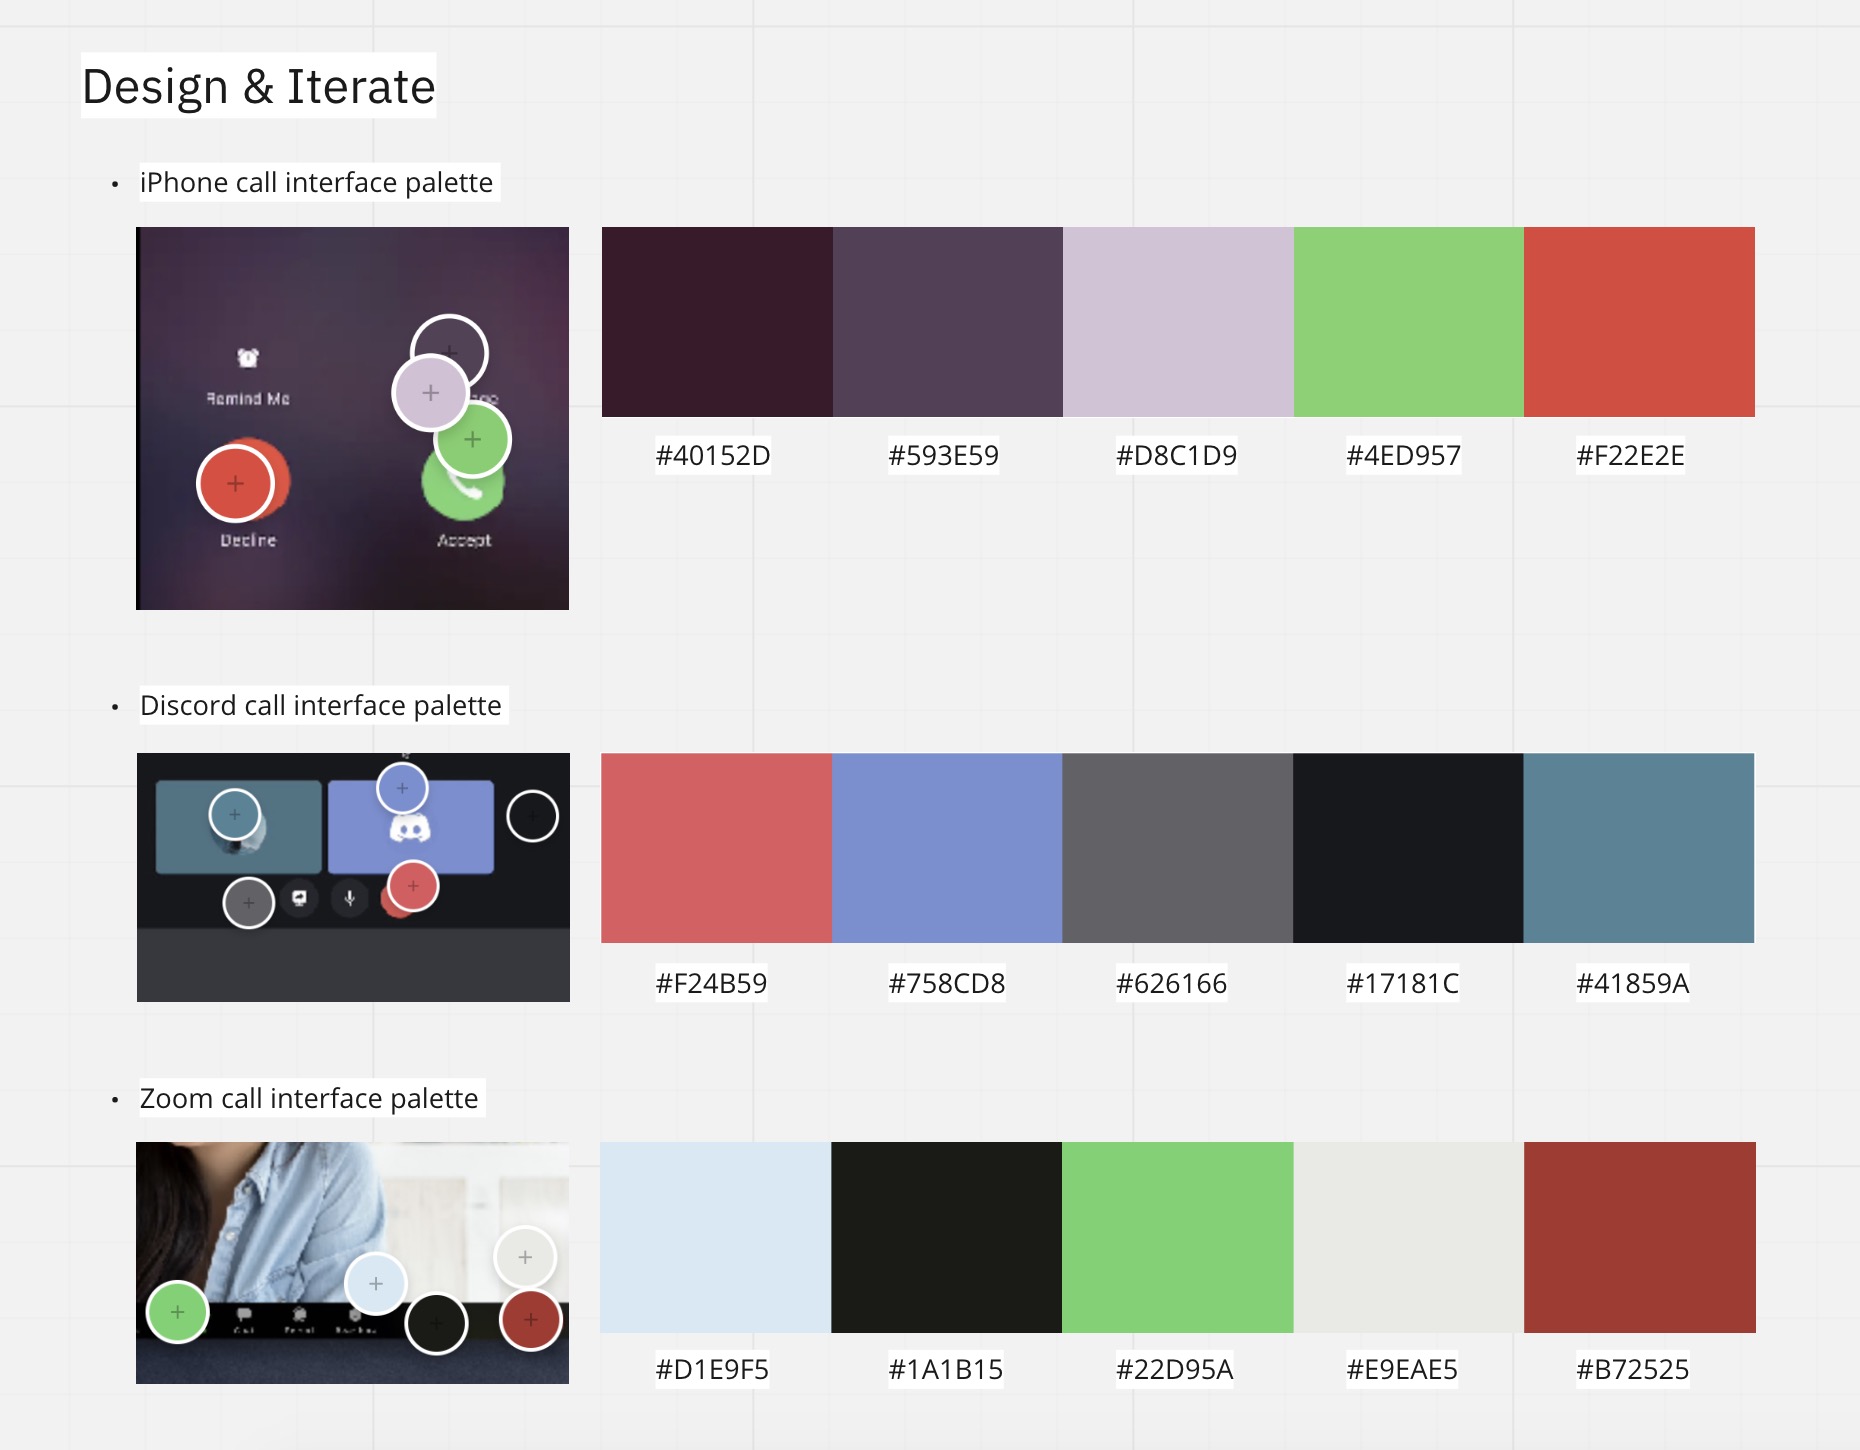 Design & Iterate
• iPhone call interface palette
Remind Me
Decline
Accept
#40152D
#593E59
#D8C1D9
#4ED957
#F22E2E
• Discord call interface palette
#F24B59
#758CD8
#626166
#17181C
#41859A
• Zoom call interface palette
#D1E9F5
#1A1B15
#22D95A
#E9EAE5
#B72525